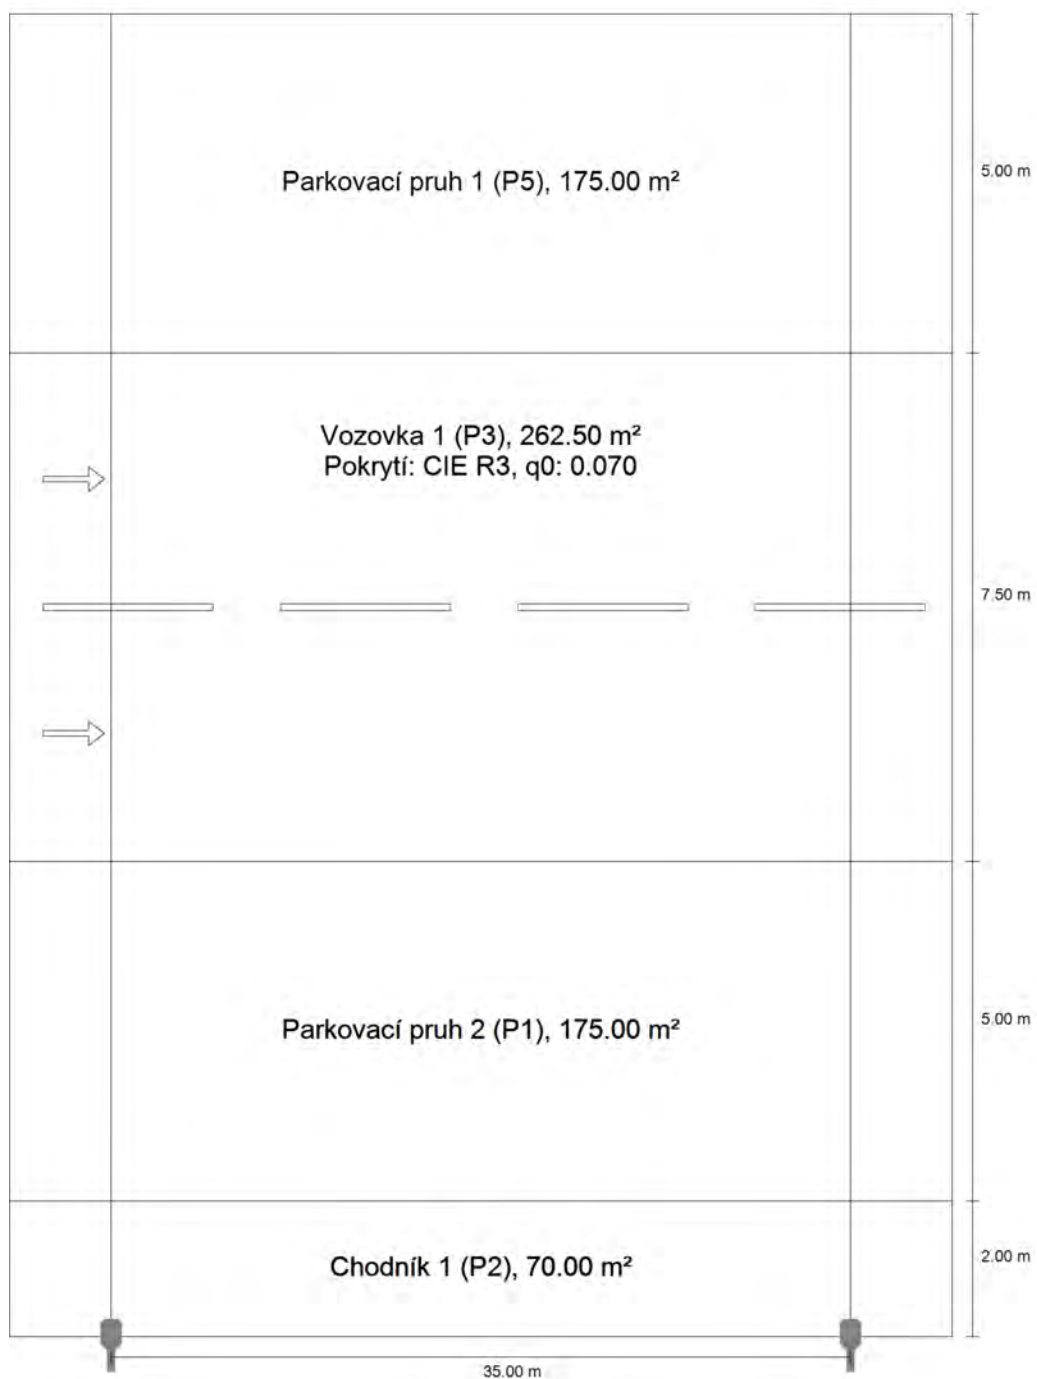 Parkovací pruh 1 (P5), 175.00 m²
5.00 m
Vozovka 1 (P3), 262.50 m²
Pokrytí: CIE R3, q0: 0.070
7.50 m
Parkovací pruh 2 (P1), 175.00 m²
5.00 m
Chodník 1 (P2), 70.00 m²
2.00 m
35.00 m